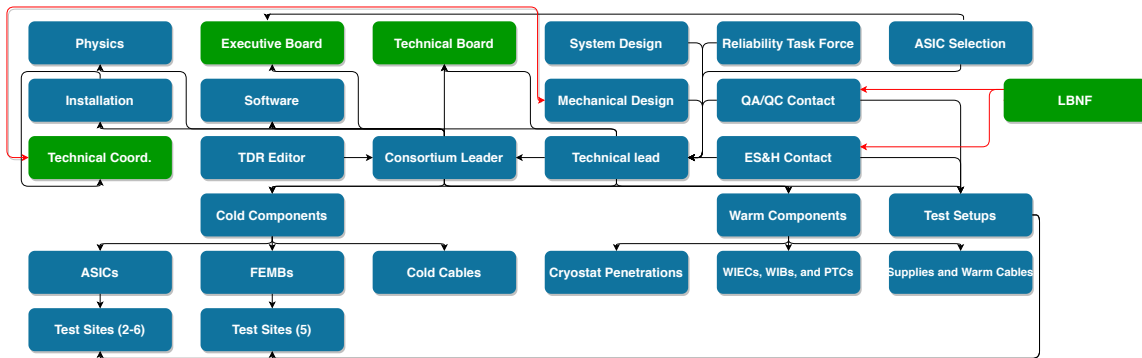 Physics
Executive Board
Technical Board
System Design
Reliability Task Force
ASIC Selection
Installation
Software
Mechanical Design
QA/QC Contact
LBNF
Technical Coord.
TDR Editor
Consortium Leader
Technical lead
ES&H Contact
Cold Components
Warm Components
Test Setups
ASICs
FEMBs
Cold Cables
Cryostat Penetrations
WIECs, WIBs, and PTCs
Supplies and Warm Cables
Test Sites (2-6)
Test Sites (5)